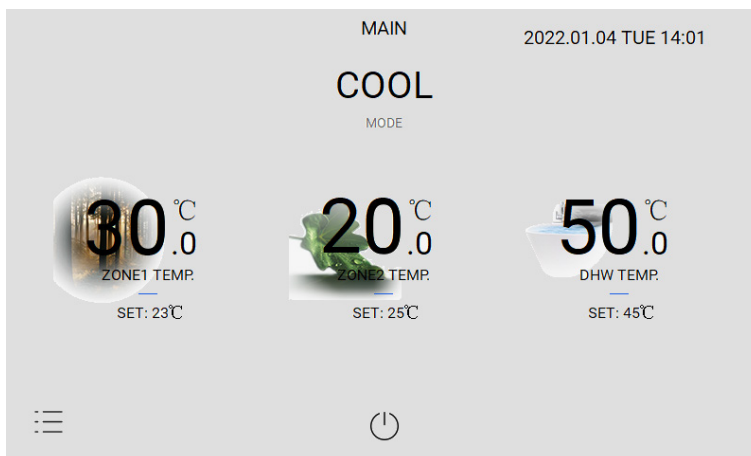 MAIN
2022.01.04 TUE 14:01
COOL
MODE
30.0℃
20.0℃
50.0℃
ZONE1 TEMP.
ZONE2 TEMP.
DHW TEMP.
SET: 23℃
SET: 25℃
SET: 45℃